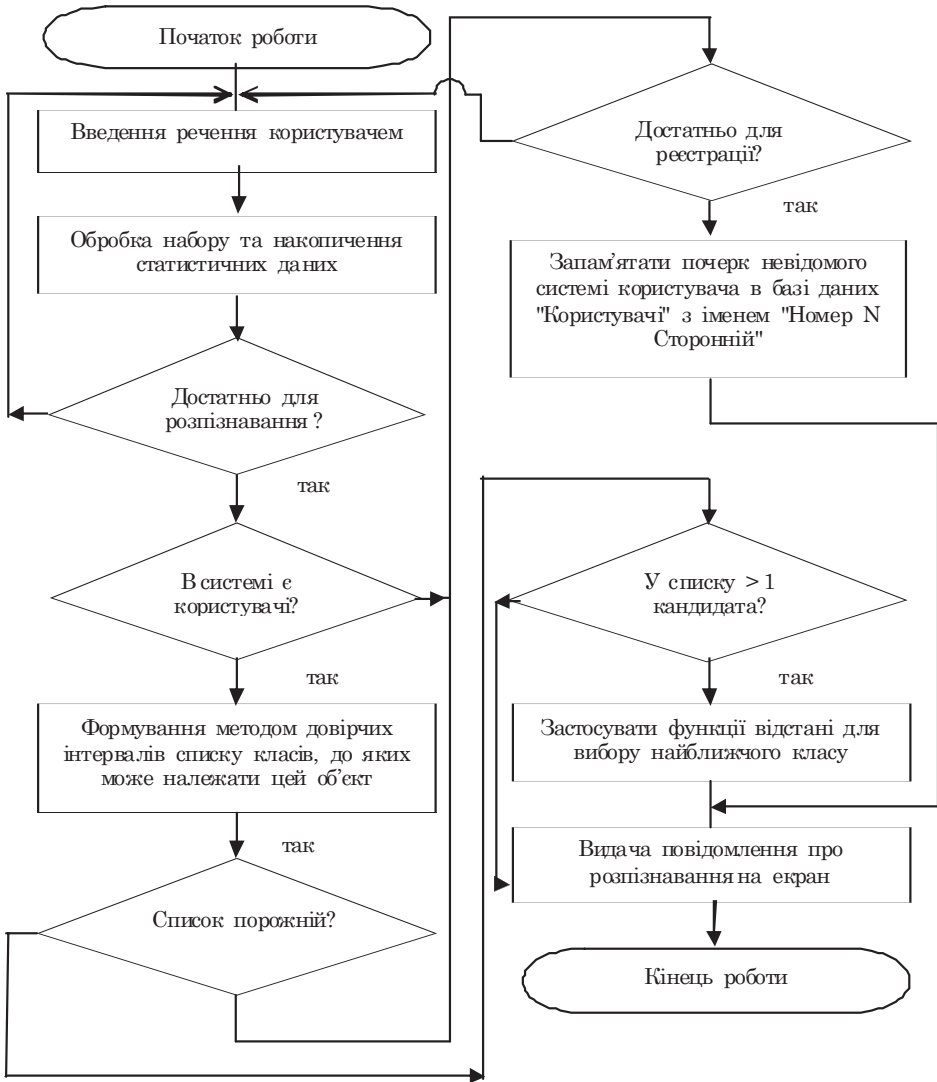 Початок роботи
Введення речення користувачем
Обробка набору та накопичення
статистичних даних
Достатньо для
розпізнавання ?
так
В системі є
користувачі?
так
Формування методом довірчих
інтервалів списку класів, до яких
може належати цей об'єкт
так
Список порожній?
Достатньо для
реєстрації?
так
Запам'ятати почерк невідомого
системі користувача в базі даних
"Користувачі" з іменем "Номер N
Сторонній"
У списку > 1
кандидата?
так
Застосувати функції відстані для
вибору найближчого класу
Видача повідомлення про
розпізнавання на екран
Кінець роботи